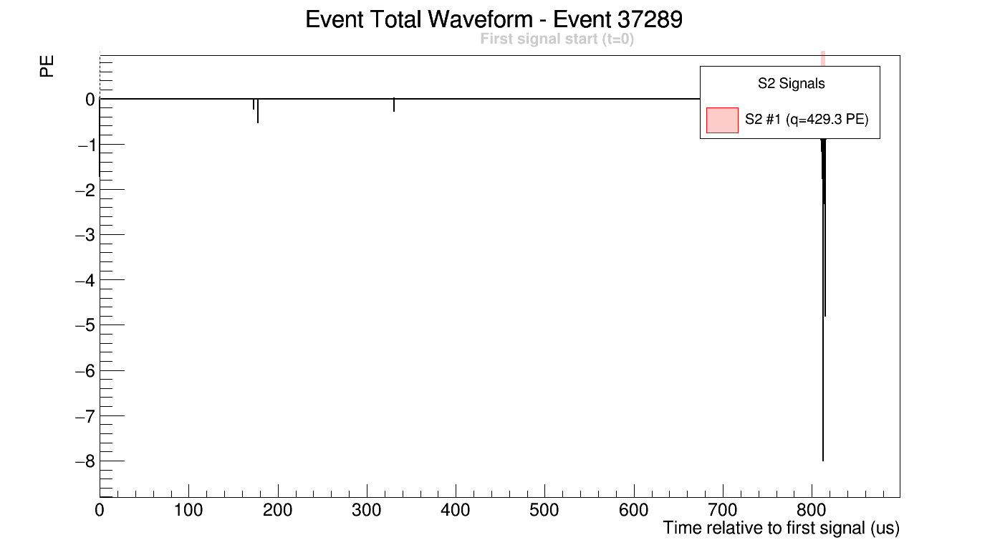 Event Total Waveform - Event 37289
First signal start (t=0)
PE
S2 Signals
S2 #1 (q=429.3 PE)
0
−1
−2
−3
−4
−5
−6
−7
−8
0 100 200 300 400 500 600 700 800
Time relative to first signal (us)